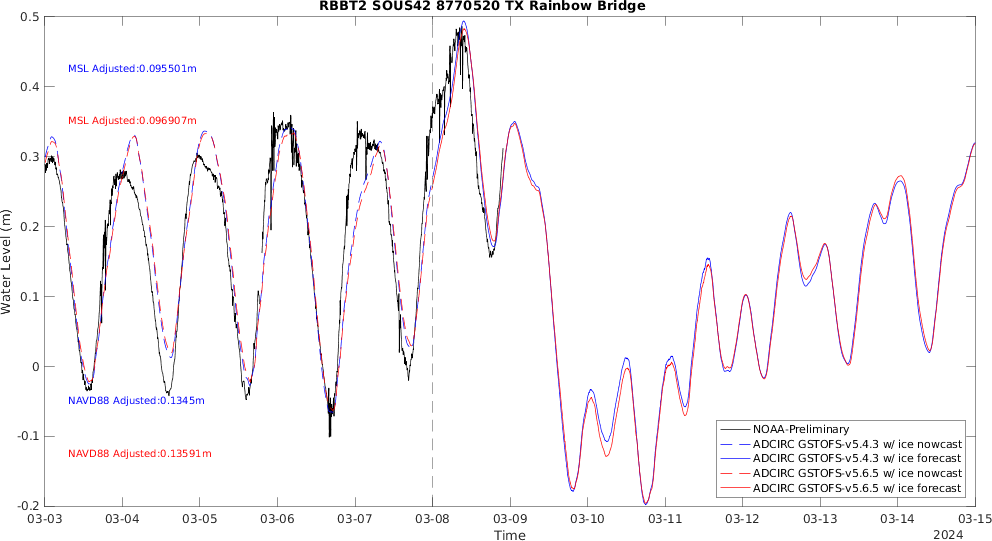 RBBT2 SOUS42 8770520 TX Rainbow Bridge
0.5
0.4
0.3
0.2
0.1
0
-0.1
-0.2
Water Level (m)
MSL Adjusted:0.095501m
MSL Adjusted:0.096907m
NAVD88 Adjusted:0.1345m
NAVD88 Adjusted:0.13591m
NOAA-Preliminary
ADCIRC GSTOFS-v5.4.3 w/ ice nowcast
ADCIRC GSTOFS-v5.4.3 w/ ice forecast
ADCIRC GSTOFS-v5.6.5 w/ ice nowcast
ADCIRC GSTOFS-v5.6.5 w/ ice forecast
03-03 03-04 03-05 03-06 03-07 03-08 03-09 03-10 03-11 03-12 03-13 03-14 03-15
Time
2024